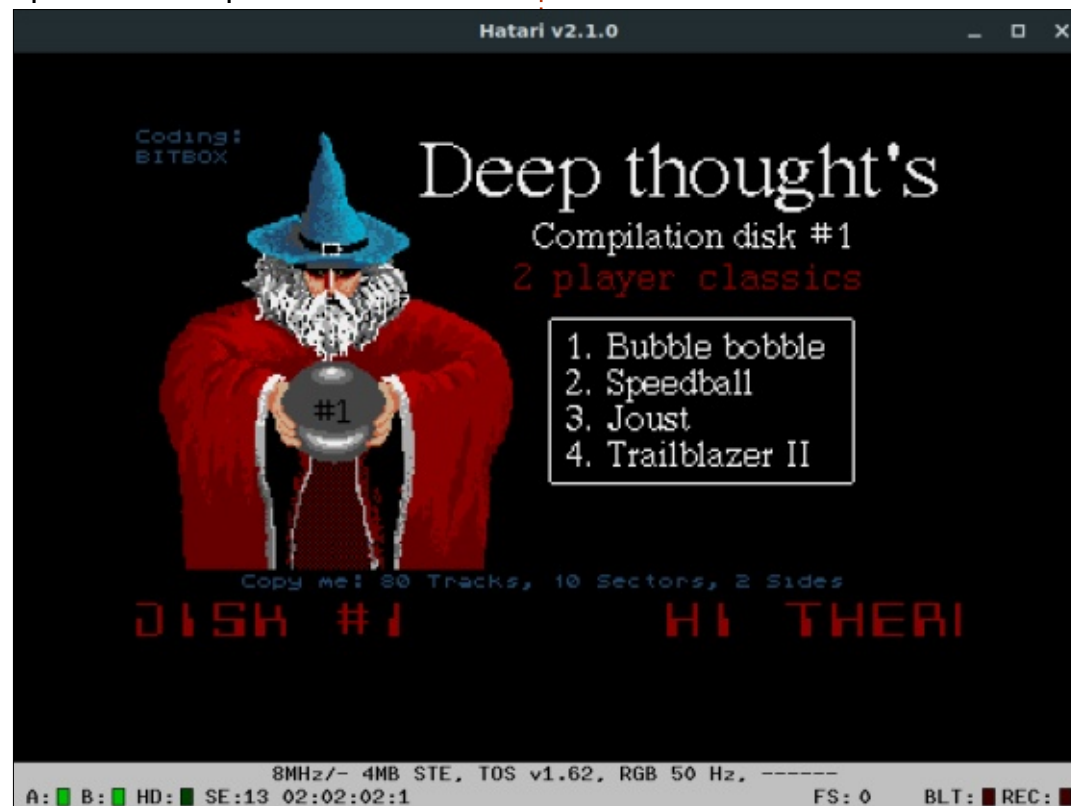 Hatari v2.1.0
Coding:
BITBOX
Deep thought's
Compilation disk #1
2 player classics
1. Bubble bobble
2. Speedball
3. Joust
4. Trailblazer II
#1
Copy me: 80 Tracks, 10 Sectors, 2 Sides
DISK #1 HI THER
8MHz/- 4MB STE, TOS v1.62, RGB 50 Hz, ------
A: B: HD: SE:13 02:02:02:1 FS: 0 BLT: REC: